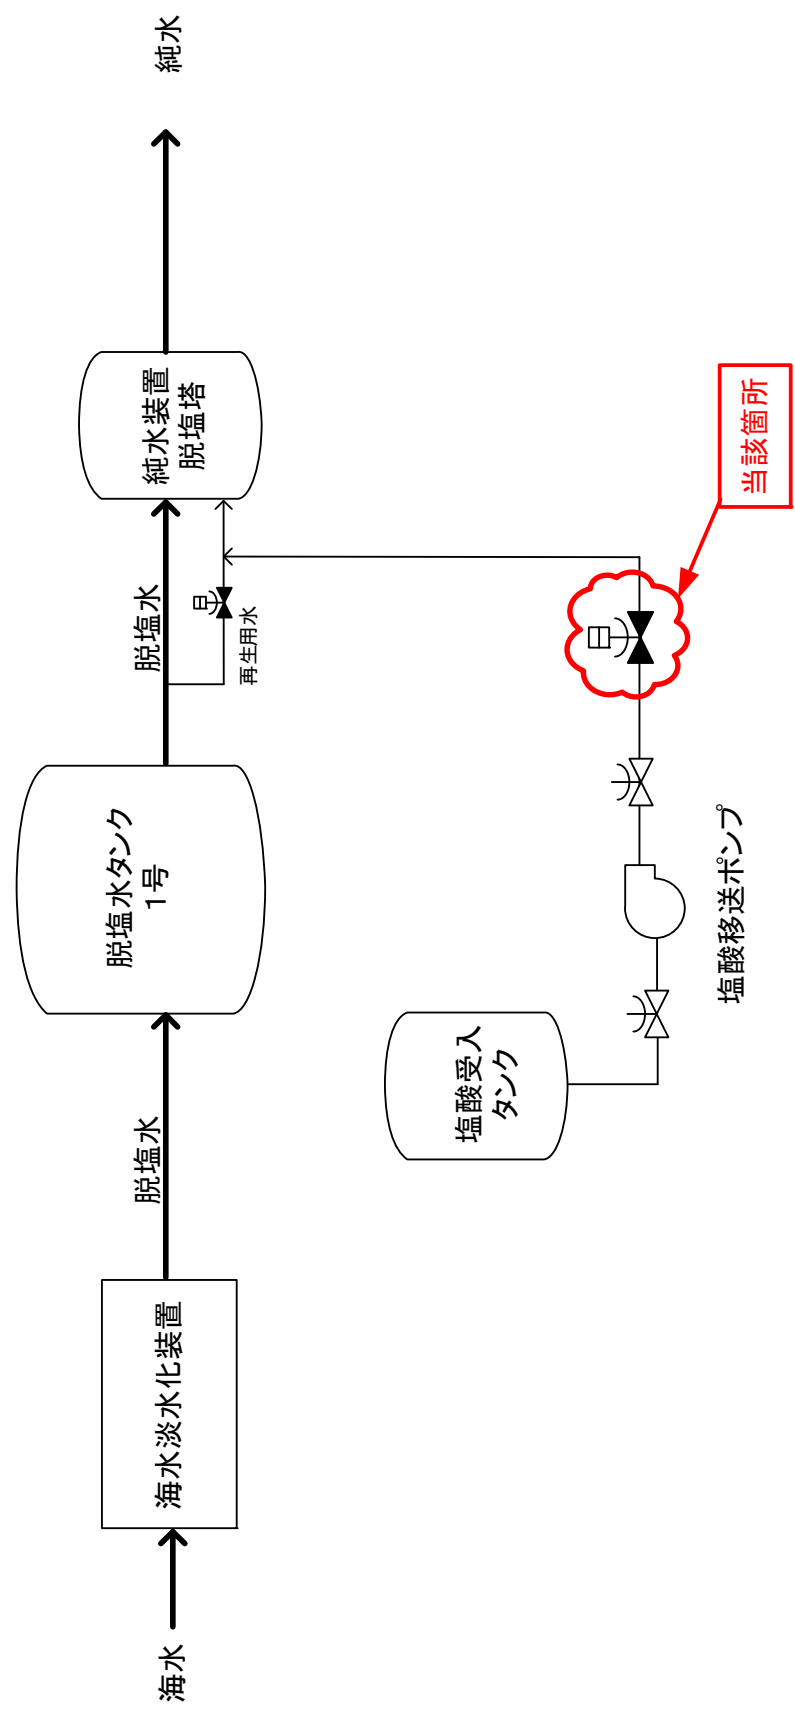 海水
海水淡水化装置
脱塩水
脱塩水タンク
1号
脱塩水
再生用水
純水装置
脱塩塔
純水
塩酸受入
タンク
塩酸移送ポンプ
当該箇所